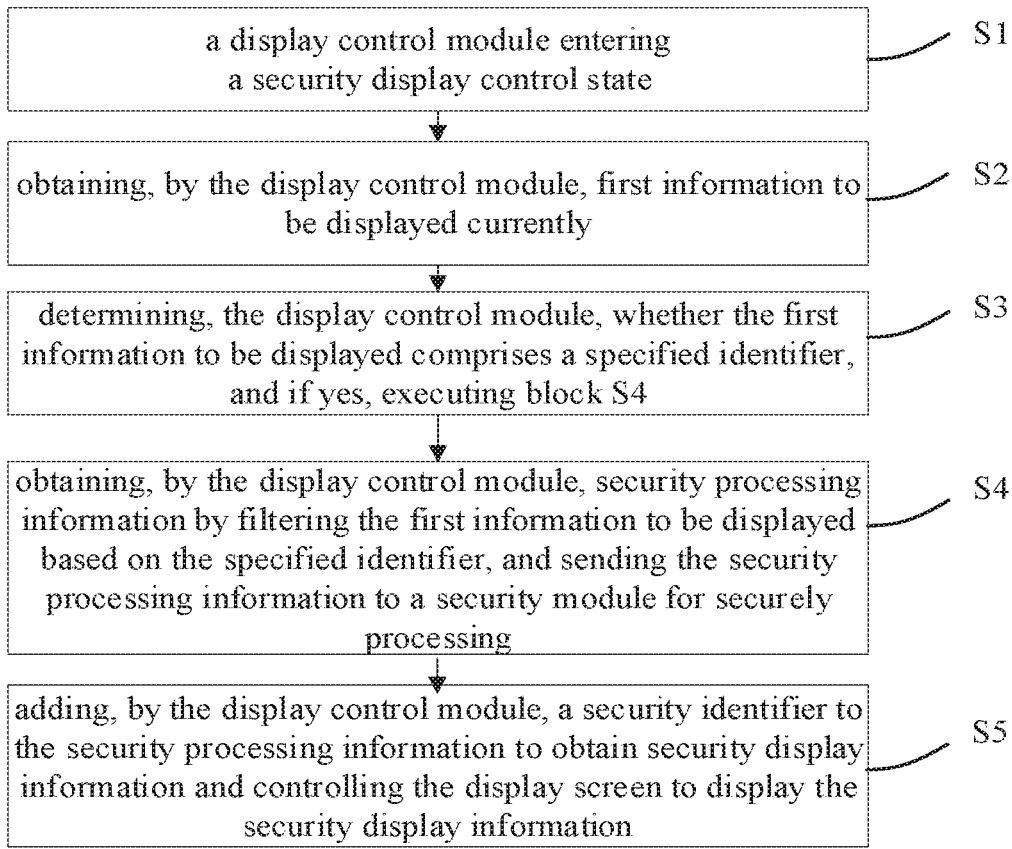 a display control module entering
a security display control state
S1
obtaining, by the display control module, first information to
be displayed currently
S2
determining, the display control module, whether the first
information to be displayed comprises a specified identifier,
and if yes, executing block S4
S3
obtaining, by the display control module, security processing
information by filtering the first information to be displayed
based on the specified identifier, and sending the security
processing information to a security module for securely
processing
S4
adding, by the display control module, a security identifier to
the security processing information to obtain security display
information and controlling the display screen to display the
security display information
S5